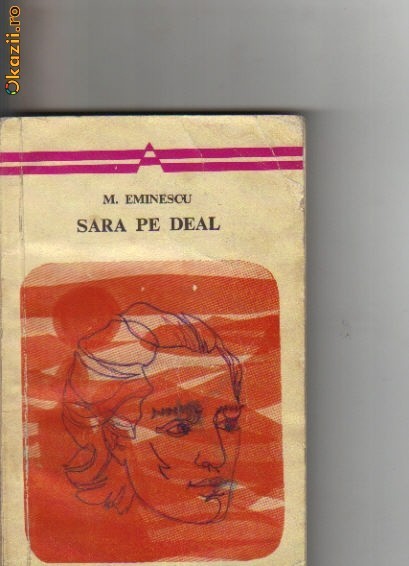 Okazii.ro
M. EMINESCU
SARA PE DEAL